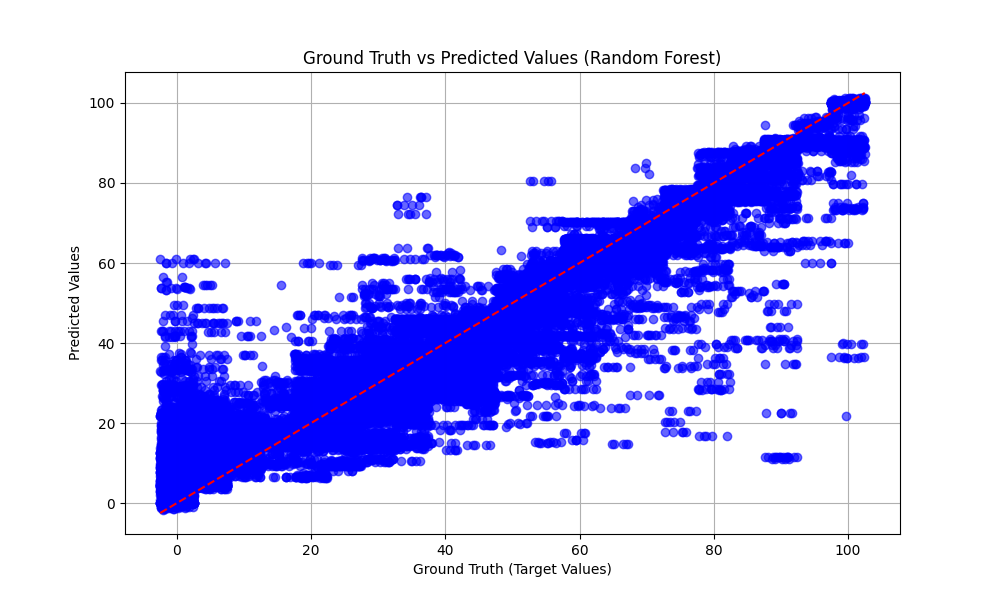 Ground Truth vs Predicted Values (Random Forest)
Predicted Values
100
80
60
40
20
0
0 20 40 60 80 100
Ground Truth (Target Values)